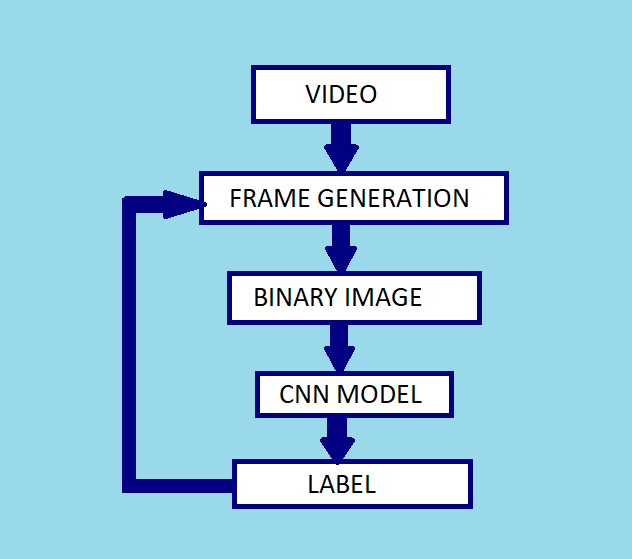 VIDEO
FRAME GENERATION
BINARY IMAGE
CNN MODEL
LABEL